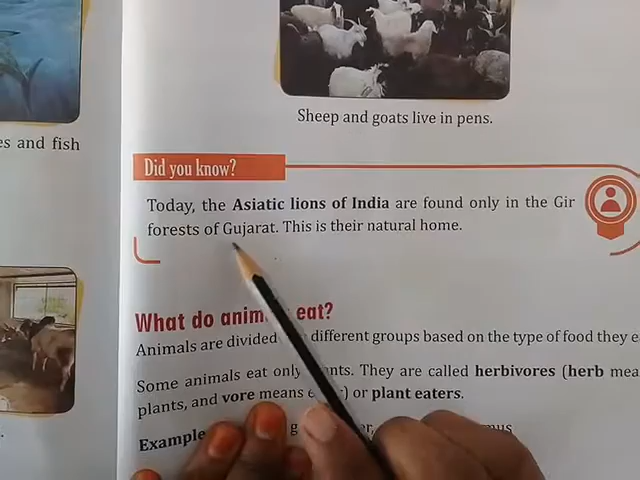 es and fish
Sheep and goats live in pens.
Did you know?
Today, the Asiatic lions of India are found only in the Gir
forests of Gujarat. This is their natural home.
What do anim eat?
Animals are divided different groups based on the type of food they
Some animals eat only nts. They are called herbivores (herb
plants, and vore means ) or plant eaters.
Example